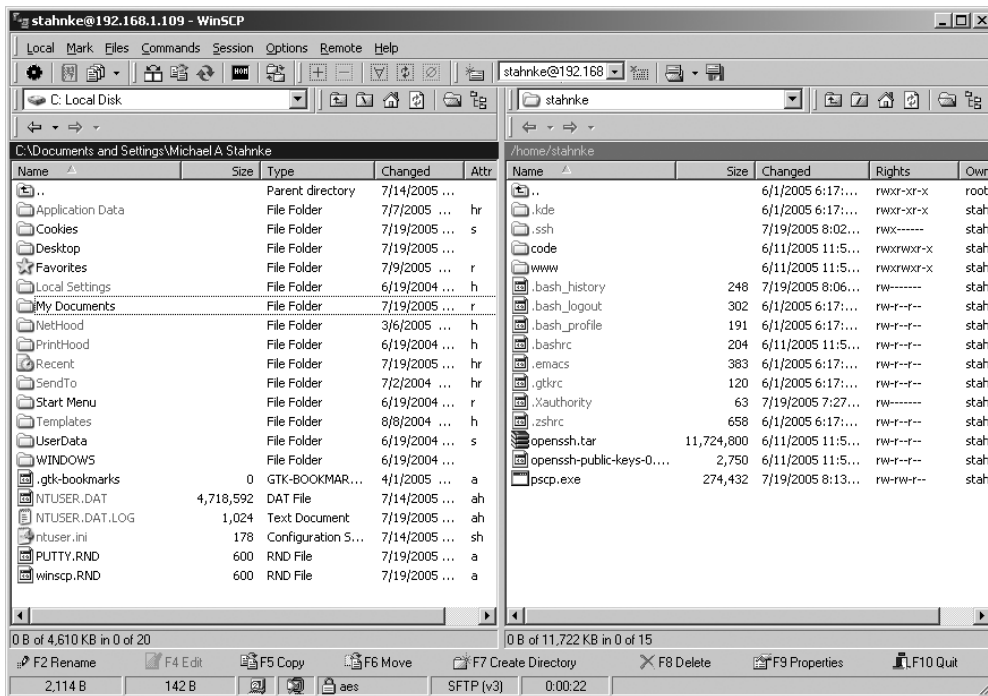 stahnke@192.168.1.109 - WinSCP
Local Mark Files Commands Session Options Remote Help
stahnke@192.168
C: Local Disk
stahnke
C:\Documents and Settings\Michael A Stahnke
/home/stahnke
Name Size Type Changed Attr
.. Parent directory 7/14/2005 ...
Application Data File Folder 7/7/2005 ... hr
Cookies File Folder 7/19/2005 ... s
Desktop File Folder 7/19/2005 ...
Favorites File Folder 7/9/2005 ... r
Local Settings File Folder 6/19/2004 ... h
My Documents File Folder 7/19/2005 ... r
NetHood File Folder 3/6/2005 ... h
PrintHood File Folder 6/19/2004 ... h
Recent File Folder 7/19/2005 ... hr
SendTo File Folder 7/2/2004 ... hr
Start Menu File Folder 6/19/2004 ... r
Templates File Folder 8/8/2004 ... h
UserData File Folder 6/19/2004 ... s
WINDOWS File Folder 6/19/2004 ...
.gtk-bookmarks 0 GTK-BOOKMAR... 4/1/2005 ... a
NTUSER.DAT 4,718,592 DAT File 7/14/2005 ... ah
NTUSER.DAT.LOG 1,024 Text Document 7/19/2005 ... ah
ntuser.ini 178 Configuration S... 7/14/2005 ... sh
PUTTY.RND 600 RND File 7/19/2005 ... a
winscp.RND 600 RND File 7/19/2005 ... a
0 B of 4,610 KB in 0 of 20
Name Size Changed Rights Own
.. 6/1/2005 6:17:... rwxr-xr-x root
.kde 6/1/2005 6:17:... rwxr-xr-x stah
.ssh 7/19/2005 8:02... rwx------ stah
code 6/11/2005 11:5... rwxrwxr-x stah
www 6/11/2005 11:5... rwxrwxr-x stah
.bash_history 248 7/19/2005 8:06... rw------- stah
.bash_logout 302 6/1/2005 6:17:... rw-r--r-- stah
.bash_profile 191 6/1/2005 6:17:... rw-r--r-- stah
.bashrc 204 6/11/2005 11:5... rw-r--r-- stah
.emacs 383 6/1/2005 6:17:... rw-r--r-- stah
.gtkrc 120 6/1/2005 6:17:... rw-r--r-- stah
.Xauthority 63 7/19/2005 7:27... rw------- stah
.zshrc 658 6/1/2005 6:17:... rw-r--r-- stah
openssh.tar 11,724,800 6/11/2005 11:5... rw-r--r-- stah
openssh-public-keys-0.... 2,750 6/11/2005 11:5... rw-r--r-- stah
pscp.exe 274,432 7/19/2005 8:13... rw-rw-r-- stah
0 B of 11,722 KB in 0 of 15
F2 Rename F4 Edit F5 Copy F6 Move F7 Create Directory F8 Delete F9 Properties F10 Quit
2,114 B 142 B aes SFTP (v3) 0:00:22